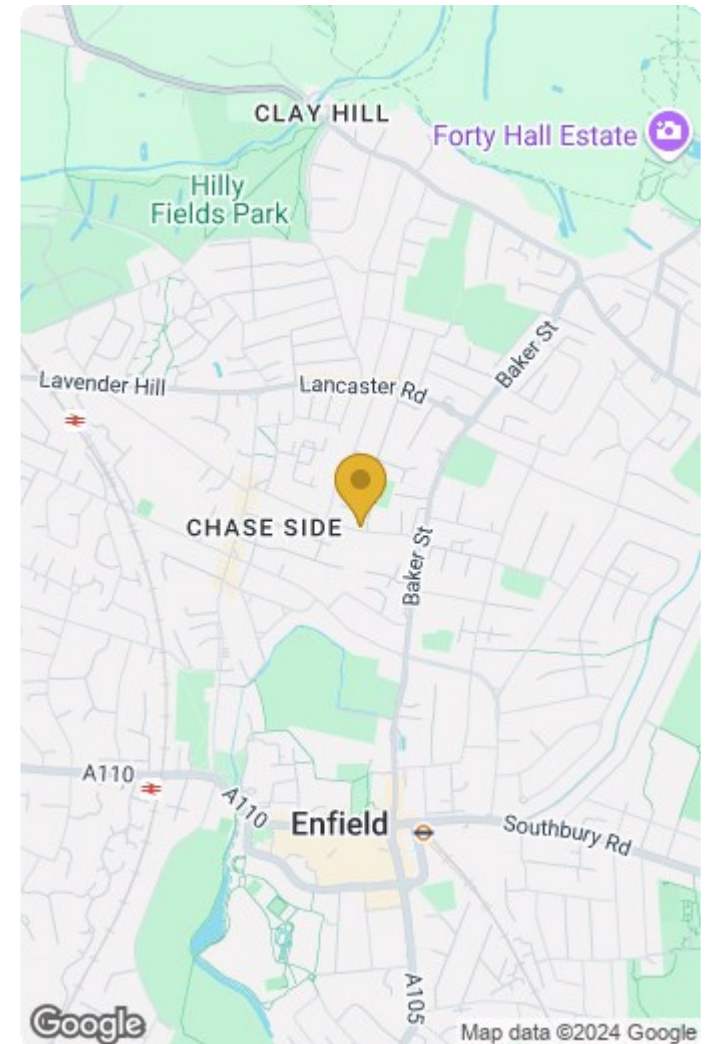 CLAY HILL
Forty Hall Estate
Hilly
Fields Park
Baker St
Lavender Hill
Lancaster Rd
CHASE SIDE
Baker St
A110
A110
Enfield
Southbury Rd
A105
Google
Map data ©2024 Google